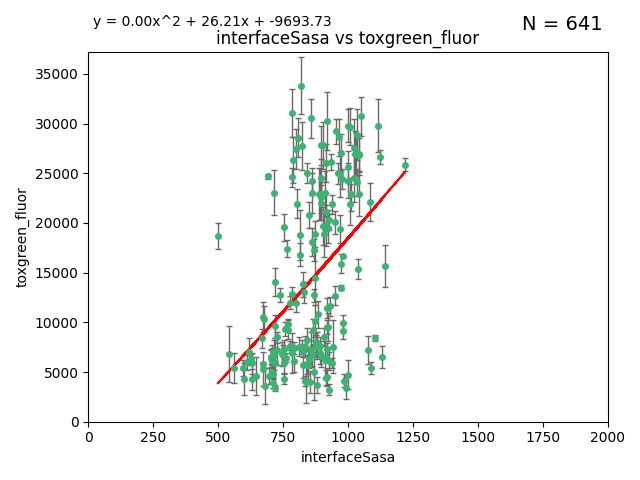 y = 0.00x^2 + 26.21x + -9693.73
N = 641
interfaceSasa vs toxgreen_fluor
toxgreen_fluor
35000
30000
25000
20000
15000
10000
5000
0
0 250 500 750 1000 1250 1500 1750 2000
interfaceSasa